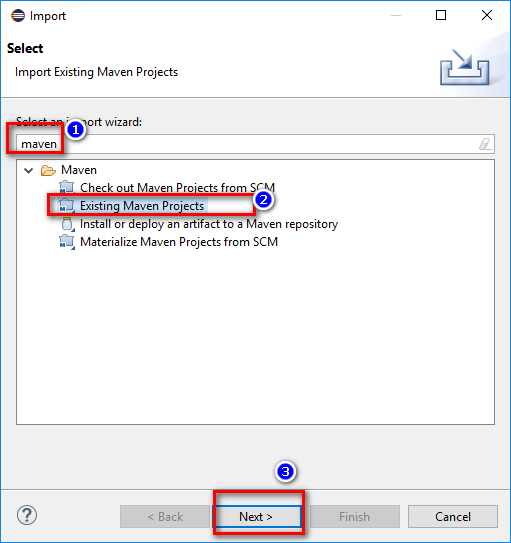 Import
Select
Import Existing Maven Projects
Select an import wizard:
1
maven
Maven
Check out Maven Projects from SCM
Existing Maven Projects
2
Install or deploy an artifact to a Maven repository
Materialize Maven Projects from SCM
3
? < Back Next > Finish Cancel